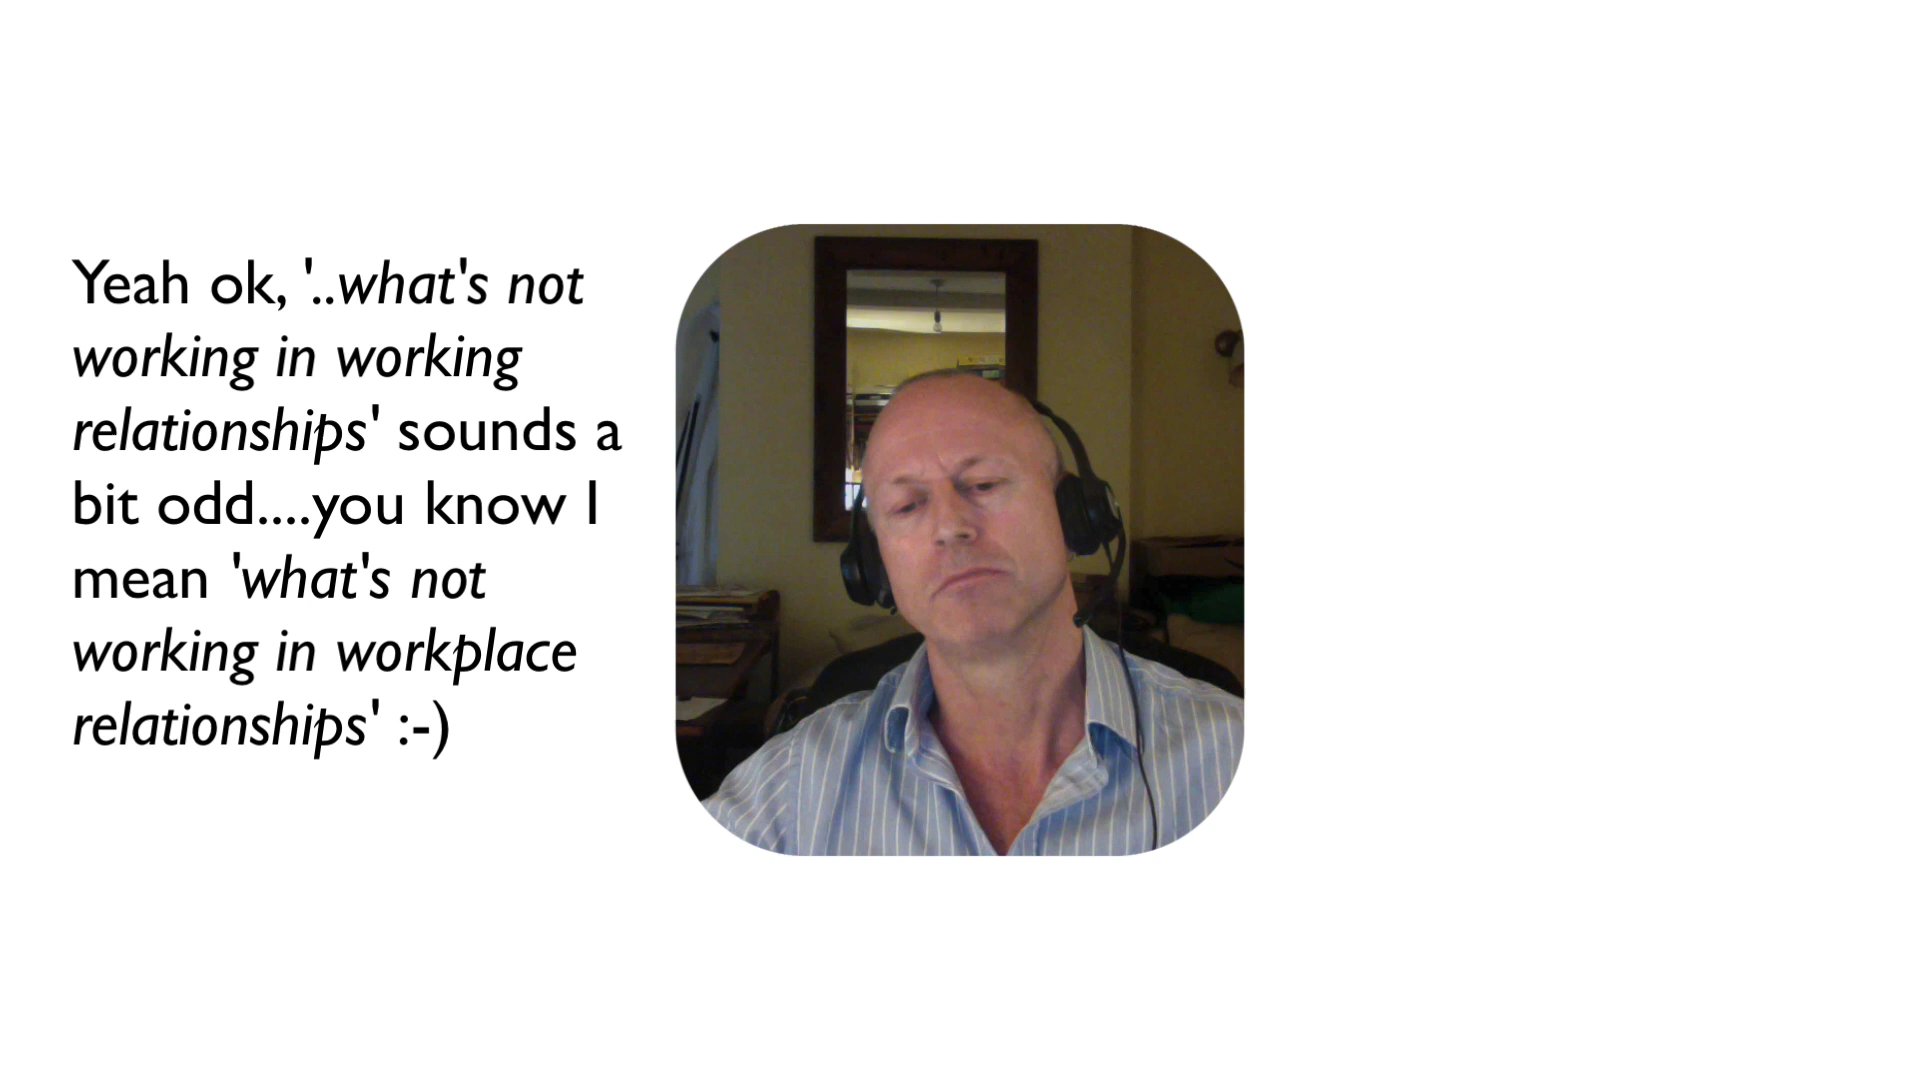 Yeah ok, '..what's not
working in working
relationships' sounds a
bit odd....you know I
mean 'what's not
working in workplace
relationships' :-)